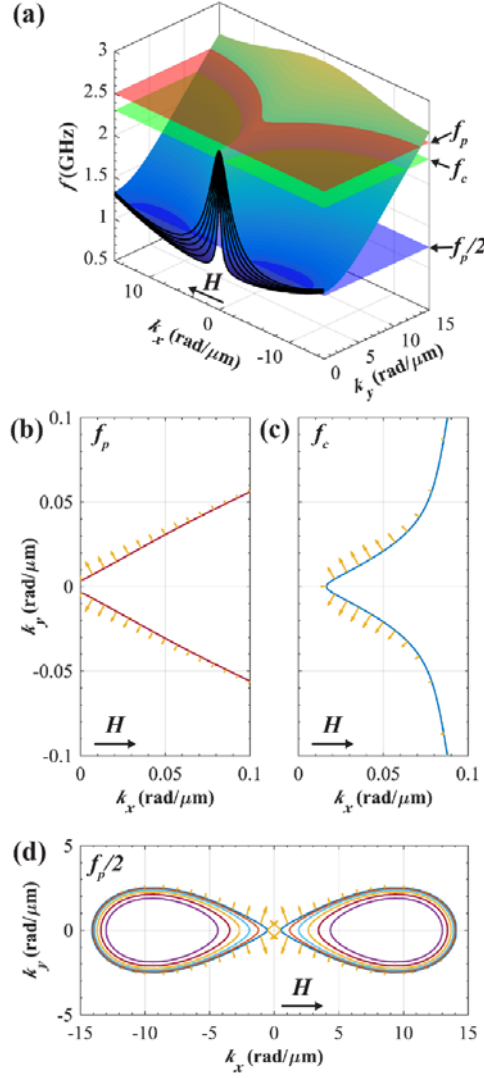 (a)
3
2.5
2
1.5
1
0.5
f (GHz)
f_p
f_c
f_p/2
H
10
0
-10
k_x (rad/μm)
0
5
10
15
k_y (rad/μm)
(b)
f_p
(c)
f_c
0.1
0.05
0
-0.05
-0.1
k_y (rad/μm)
H
H
0
0.05
0.1
0
0.05
0.1
k_x (rad/μm)
k_x (rad/μm)
(d)
f_p/2
5
0
-5
k_y (rad/μm)
H
-15
-10
-5
0
5
10
15
k_x (rad/μm)